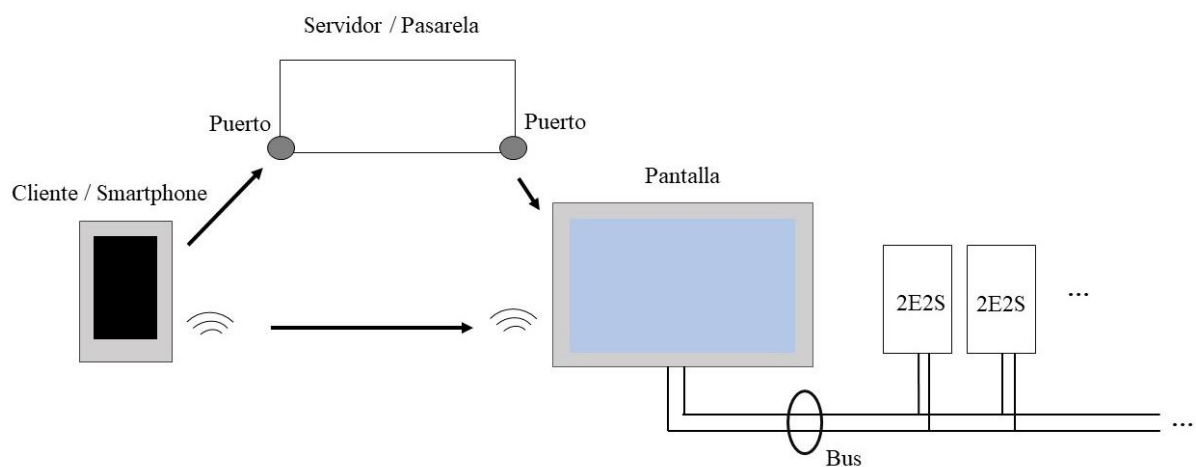 Servidor / Pasarela
Puerto
Puerto
Cliente / Smartphone
Pantalla
2E2S
2E2S
...
...
Bus